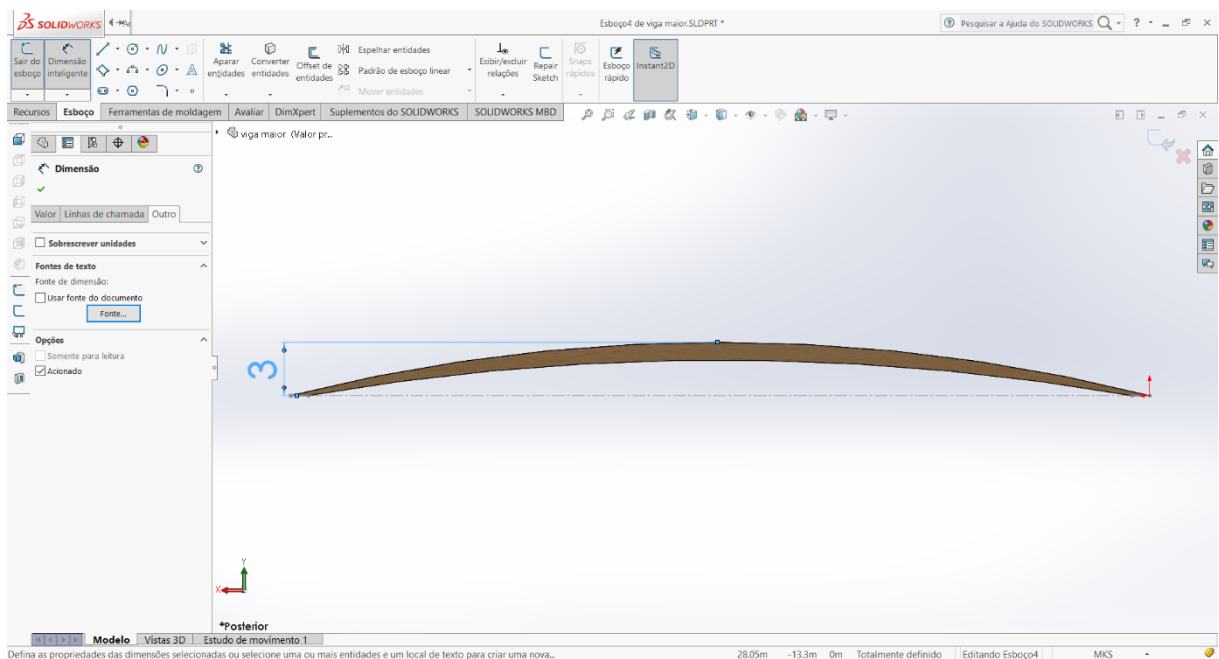 SOLIDWORKS
Esboço4 de viga maior.SLDPRT *
Pesquisar a Ajuda do SOLIDWORKS
?
Sair do esboço
Dimensão inteligente
Aparar entidades
Converter entidades
Offset de entidades
Espelhar entidades
Padrão de esboço linear
Mover entidades
Exibir/excluir relações
Repair Sketch
Snaps rápidos
Esboço rápido
Instant2D
Recursos
Esboço
Ferramentas de moldagem
Avaliar
DimXpert
Suplementos do SOLIDWORKS
SOLIDWORKS MBD
viga maior (Valor pr...
Dimensão
Valor
Linhas de chamada
Outro
Sobrescrever unidades
Fontes de texto
Fonte de dimensão:
Usar fonte do documento
Fonte...
Opções
Somente para leitura
Acionado
3
Y
X
*Posterior
Modelo
Vistas 3D
Estudo de movimento 1
Defina as propriedades das dimensões selecionadas ou selecione uma ou mais entidades e um local de texto para criar uma nova...
28.05m
-13.3m
0m
Totalmente definido
Editando Esboço4
MKS